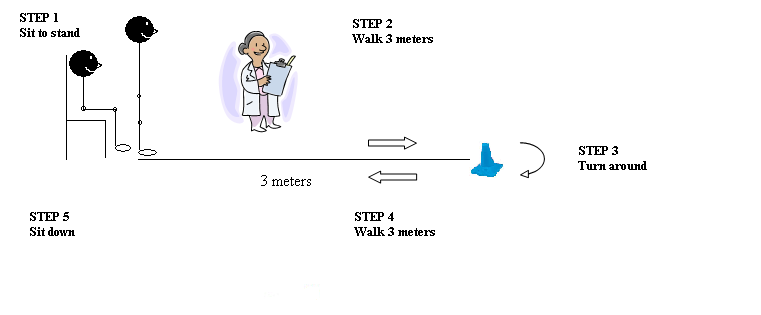 STEP 1
Sit to stand
STEP 2
Walk 3 meters
STEP 3
Turn around
3 meters
STEP 4
Walk 3 meters
STEP 5
Sit down